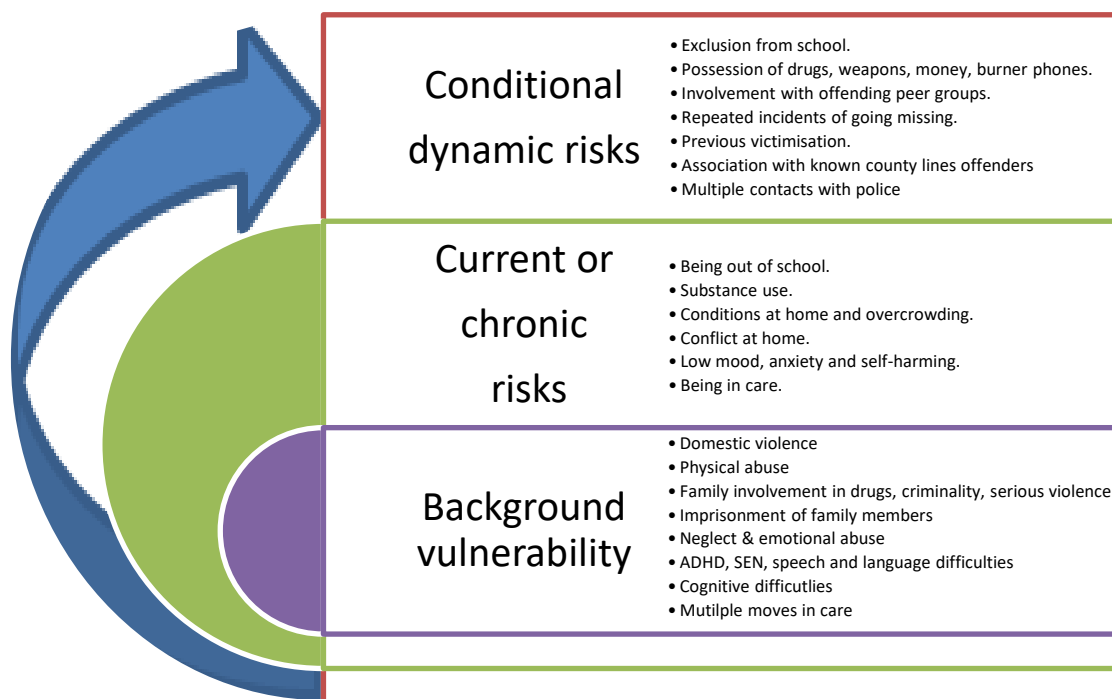 Conditional
dynamic risks
• Exclusion from school.
• Possession of drugs, weapons, money, burner phones.
• Involvement with offending peer groups.
• Repeated incidents of going missing.
• Previous victimisation.
• Association with known county lines offenders
• Multiple contacts with police
Current or
chronic
risks
• Being out of school.
• Substance use.
• Conditions at home and overcrowding.
• Conflict at home.
• Low mood, anxiety and self-harming.
• Being in care.
Background
vulnerability
• Domestic violence
• Physical abuse
• Family involvement in drugs, criminality, serious violence
• Imprisonment of family members
• Neglect & emotional abuse
• ADHD, SEN, speech and language difficulties
• Cognitive difficutlies
• Mutilple moves in care